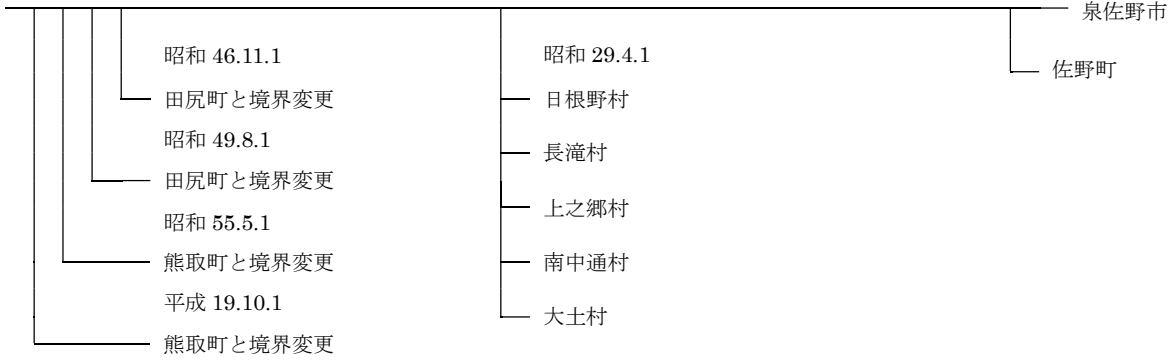 泉佐野市
佐野町
昭和 29.4.1
日根野村
長滝村
上之郷村
南中通村
大土村
昭和 46.11.1
田尻町と境界変更
昭和 49.8.1
田尻町と境界変更
昭和 55.5.1
熊取町と境界変更
平成 19.10.1
熊取町と境界変更